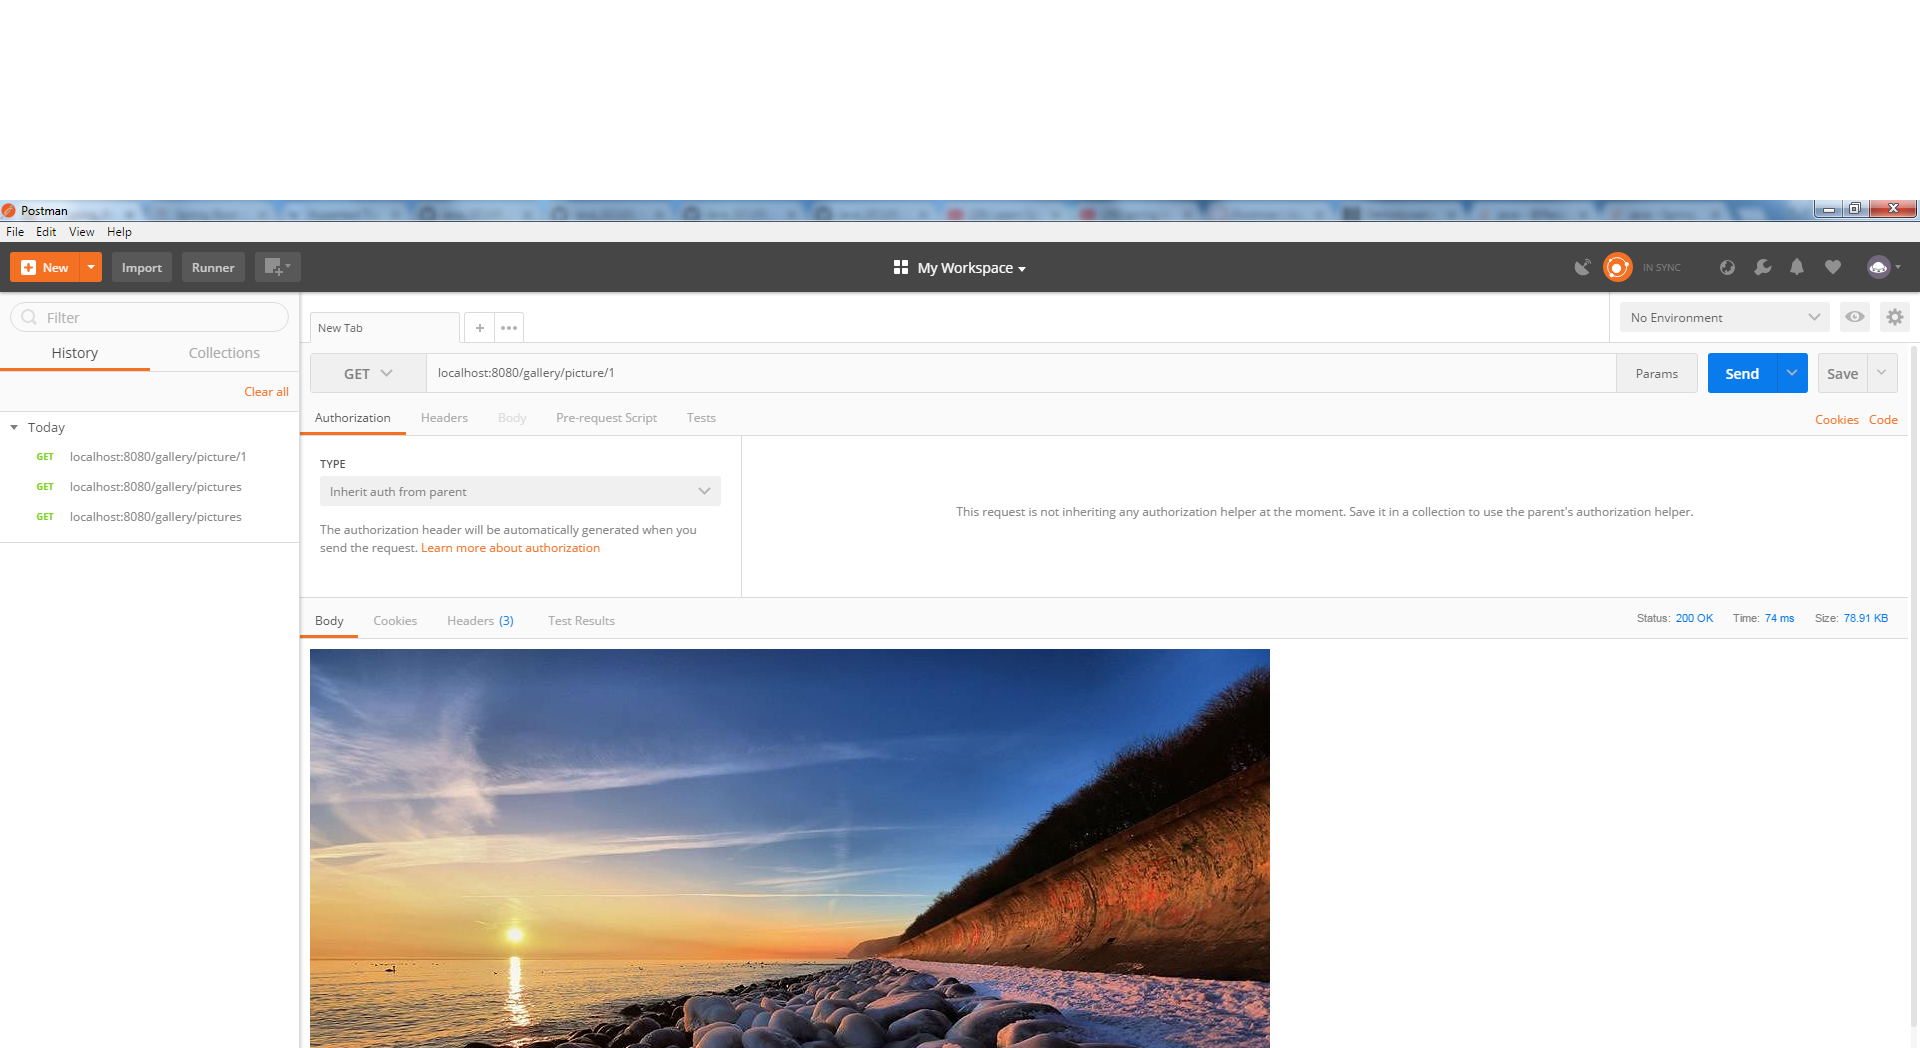 Postman
File Edit View Help
New Import Runner My Workspace IN SYNC
Filter
History Collections
Clear all
Today
GET localhost:8080/gallery/picture/1
GET localhost:8080/gallery/pictures
GET localhost:8080/gallery/pictures
New Tab + •••
No Environment
GET localhost:8080/gallery/picture/1 Params Send Save
Authorization Headers Body Pre-request Script Tests Cookies Code
TYPE
Inherit auth from parent
The authorization header will be automatically generated when you
send the request. Learn more about authorization
This request is not inheriting any authorization helper at the moment. Save it in a collection to use the parent's authorization helper.
Body Cookies Headers (3) Test Results Status: 200 OK Time: 74 ms Size: 78.91 KB